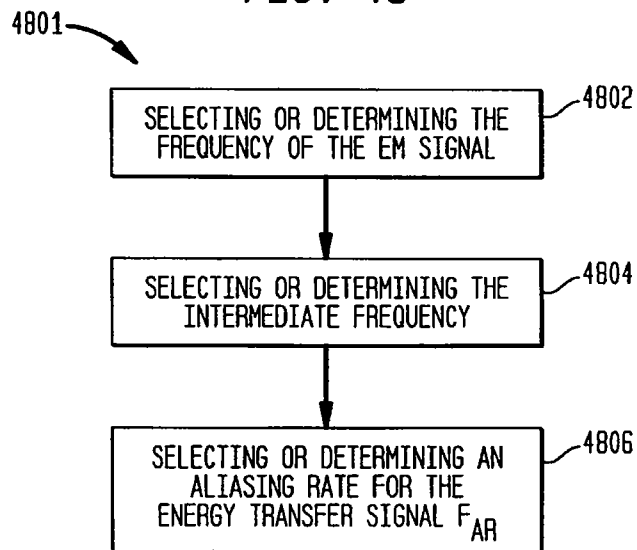 4801
SELECTING OR DETERMINING THE
FREQUENCY OF THE EM SIGNAL
4802
SELECTING OR DETERMINING THE
INTERMEDIATE FREQUENCY
4804
SELECTING OR DETERMINING AN
ALIASING RATE FOR THE
ENERGY TRANSFER SIGNAL F_AR
4806